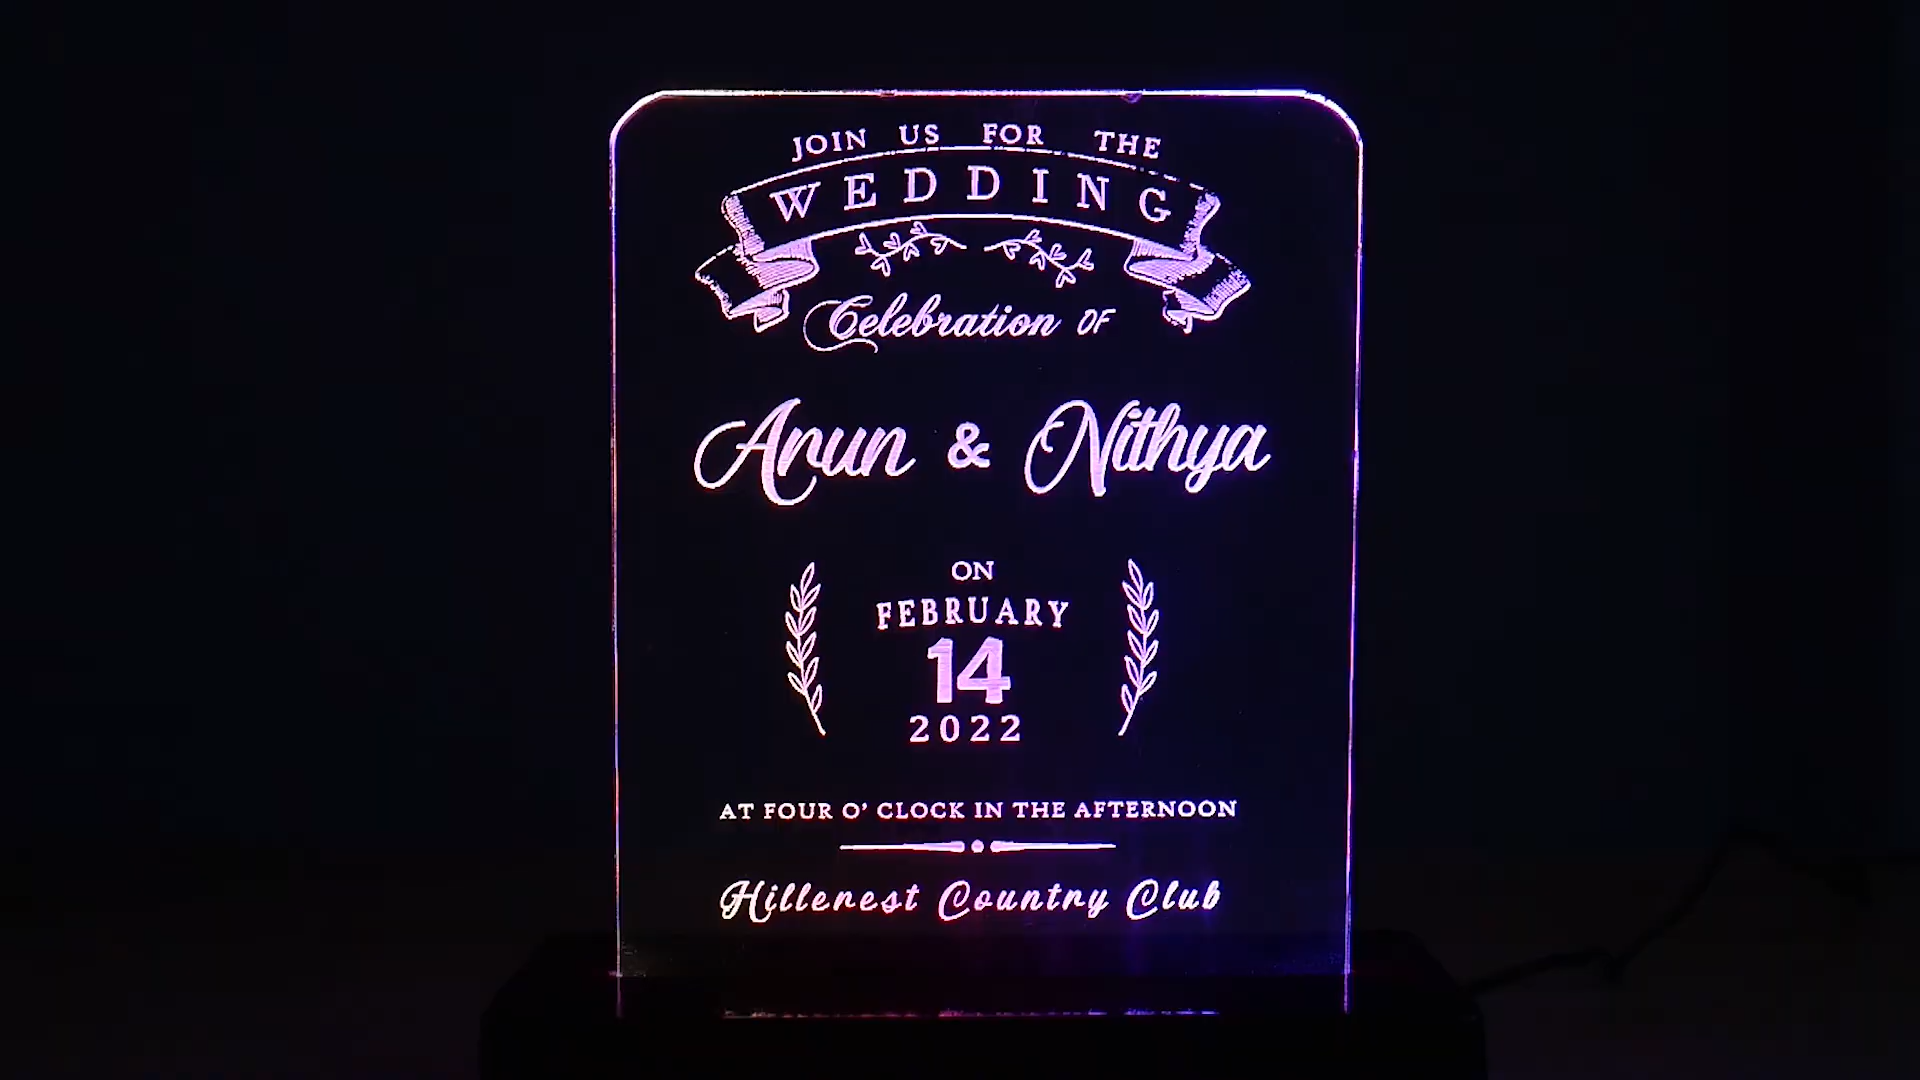 JOIN US FOR THE
WEDDING
Celebration OF
Arun & Nithya
ON
FEBRUARY
14
2022
AT FOUR O' CLOCK IN THE AFTERNOON
Hillenest Country Club